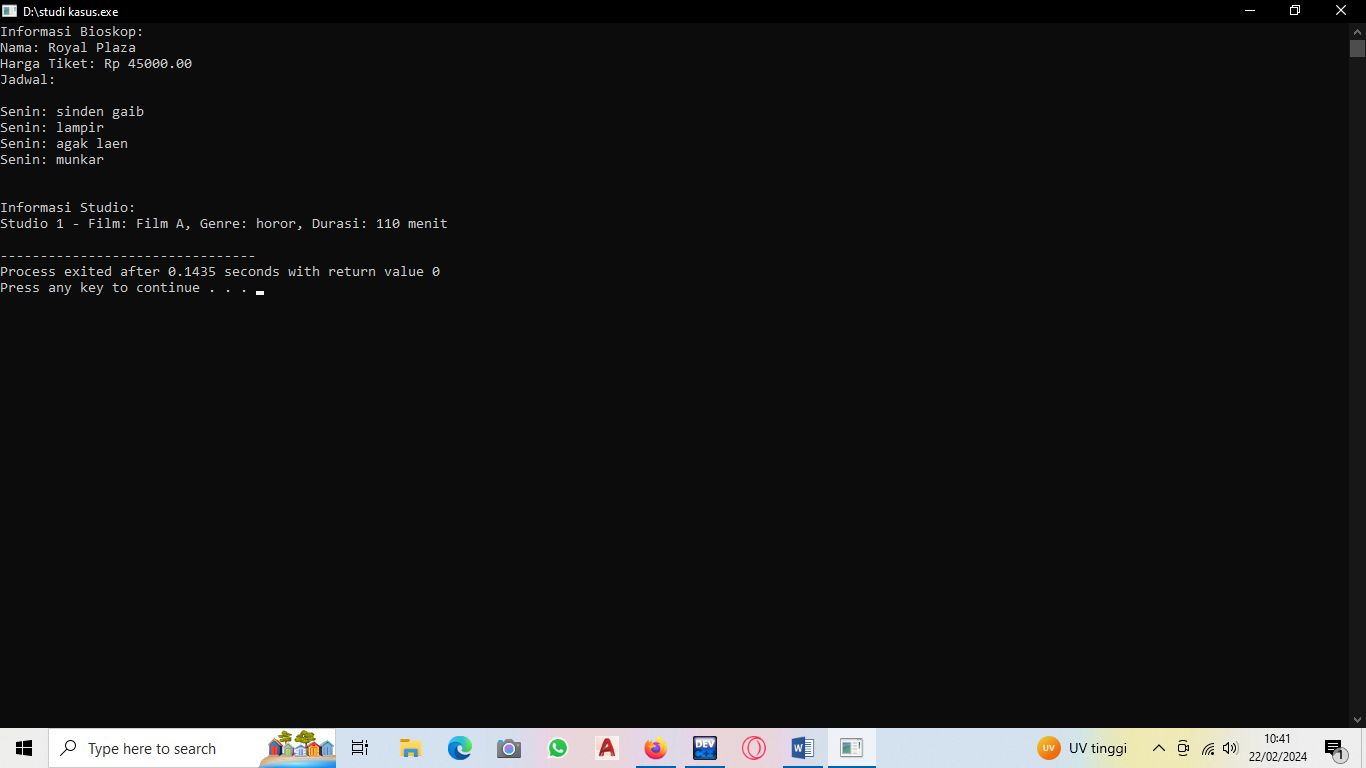 D:\studi kasus.exe
Informasi Bioskop:
Nama: Royal Plaza
Harga Tiket: Rp 45000.00
Jadwal:
Senin: sinden gaib
Senin: lampir
Senin: agak laen
Senin: munkar
Informasi Studio:
Studio 1 - Film: Film A, Genre: horor, Durasi: 110 menit
--------------------------------
Process exited after 0.1435 seconds with return value 0
Press any key to continue . . .
Type here to search
DEV
UV
UV tinggi
10:41
22/02/2024
1